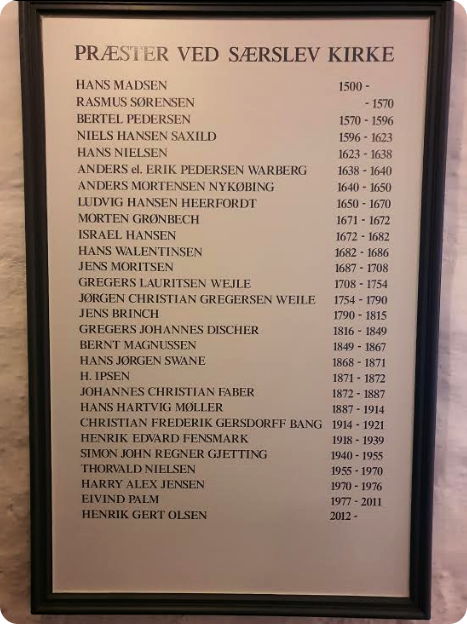 PRÆSTER VED SÆRSLEV KIRKE
HANS MADSEN 1500 -
RASMUS SØRENSEN - 1570
BERTEL PEDERSEN 1570 - 1596
NIELS HANSEN SAXILD 1596 - 1623
HANS NIELSEN 1623 - 1638
ANDERS el. ERIK PEDERSEN WARBERG 1638 - 1640
ANDERS MORTENSEN NYKØBING 1640 - 1650
LUDVIG HANSEN HEERFORDT 1650 - 1670
MORTEN GRØNBECH 1671 - 1672
ISRAEL HANSEN 1672 - 1682
HANS WALENTINSEN 1682 - 1686
JENS MORITSEN 1687 - 1708
GREGERS LAURITSEN WEJLE 1708 - 1754
JØRGEN CHRISTIAN GREGERSEN WEILE 1754 - 1790
JENS BRINCH 1790 - 1815
GREGERS JOHANNES DISCHER 1816 - 1849
BERNT MAGNUSSEN 1849 - 1867
HANS JØRGEN SWANE 1868 - 1871
H. IPSEN 1871 - 1872
JOHANNES CHRISTIAN FABER 1872 - 1887
HANS HARTVIG MØLLER 1887 - 1914
CHRISTIAN FREDERIK GERSDORFF BANG 1914 - 1921
HENRIK EDVARD FENSMARK 1918 - 1939
SIMON JOHN REGNER GJETTING 1940 - 1955
THORVALD NIELSEN 1955 - 1970
HARRY ALEX JENSEN 1970 - 1976
EIVIND PALM 1977 - 2011
HENRIK GERT OLSEN 2012 -